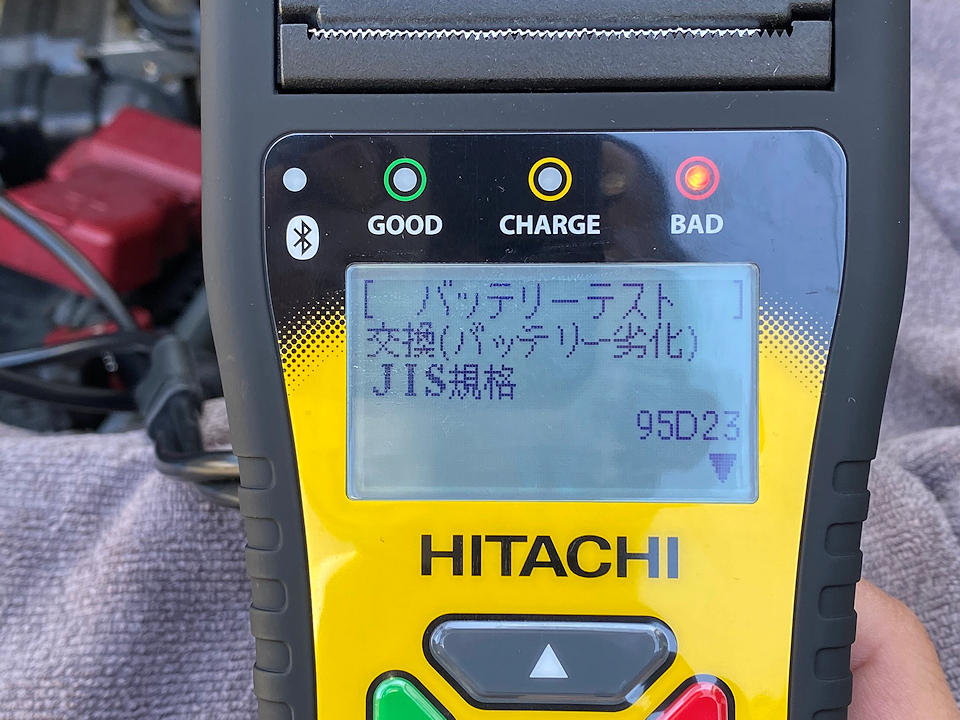 GOOD CHARGE BAD
[ バッテリーテスト ]
交換(バッテリー劣化)
JIS規格
95D23
HITACHI